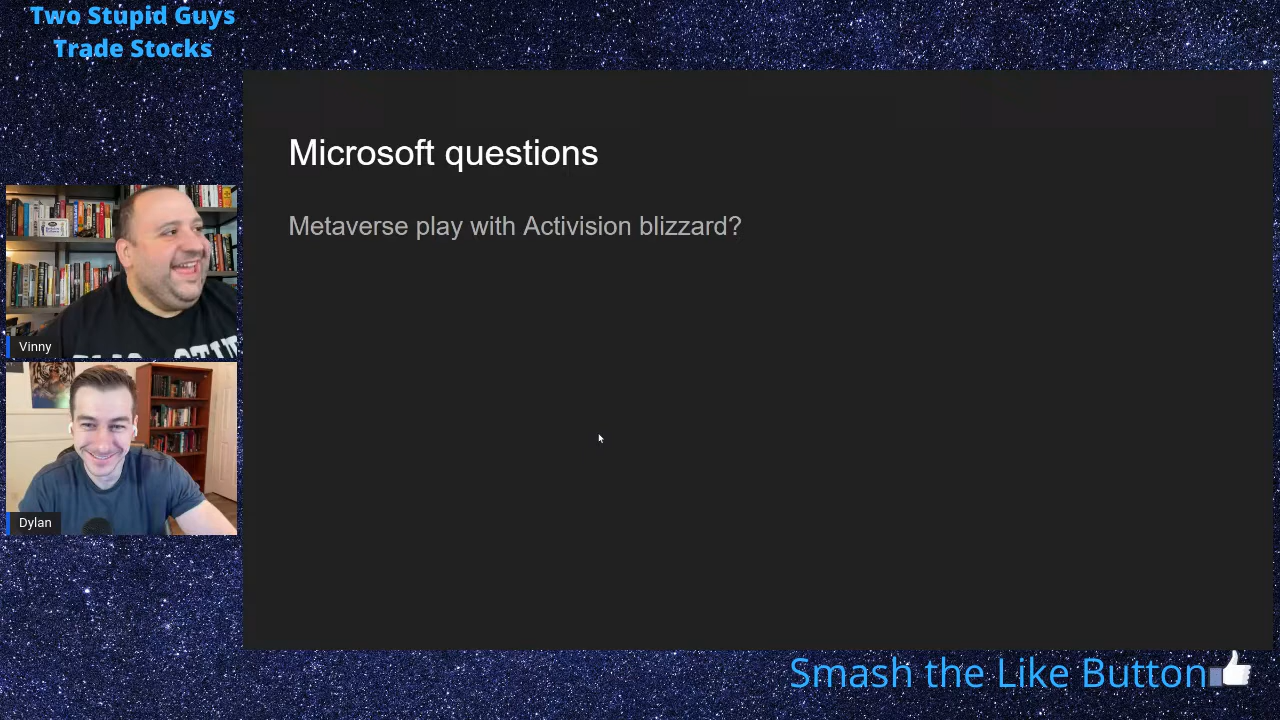 Two Stupid Guys
Trade Stocks
Microsoft questions
Metaverse play with Activision blizzard?
Vinny
Dylan
Smash the Like Button